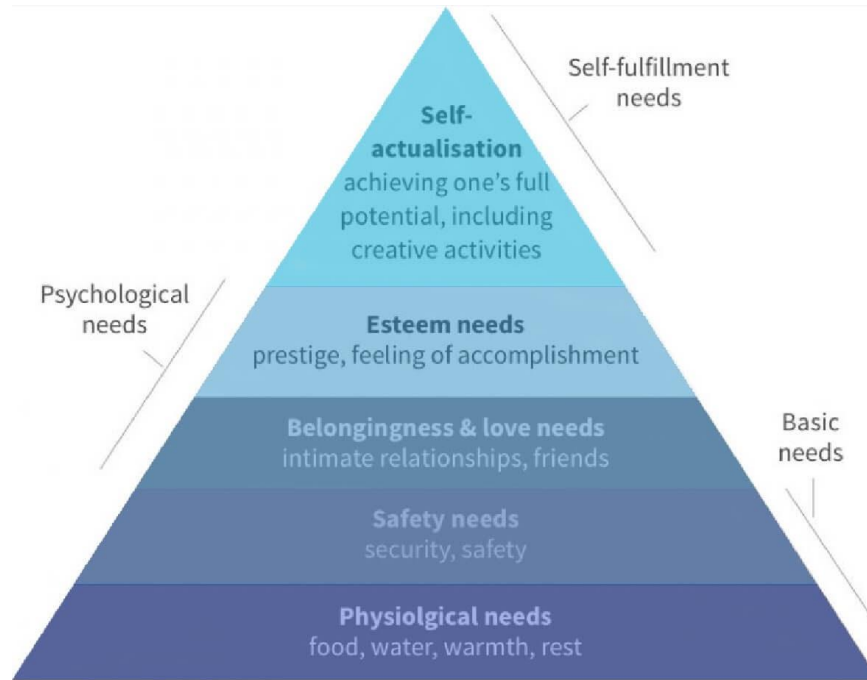 Self-fulfillment
needs
Self-
actualisation
achieving one's full
potential, including
creative activities
Psychological
needs
Esteem needs
prestige, feeling of accomplishment
Belongingness & love needs
intimate relationships, friends
Basic
needs
Safety needs
security, safety
Physiolgical needs
food, water, warmth, rest